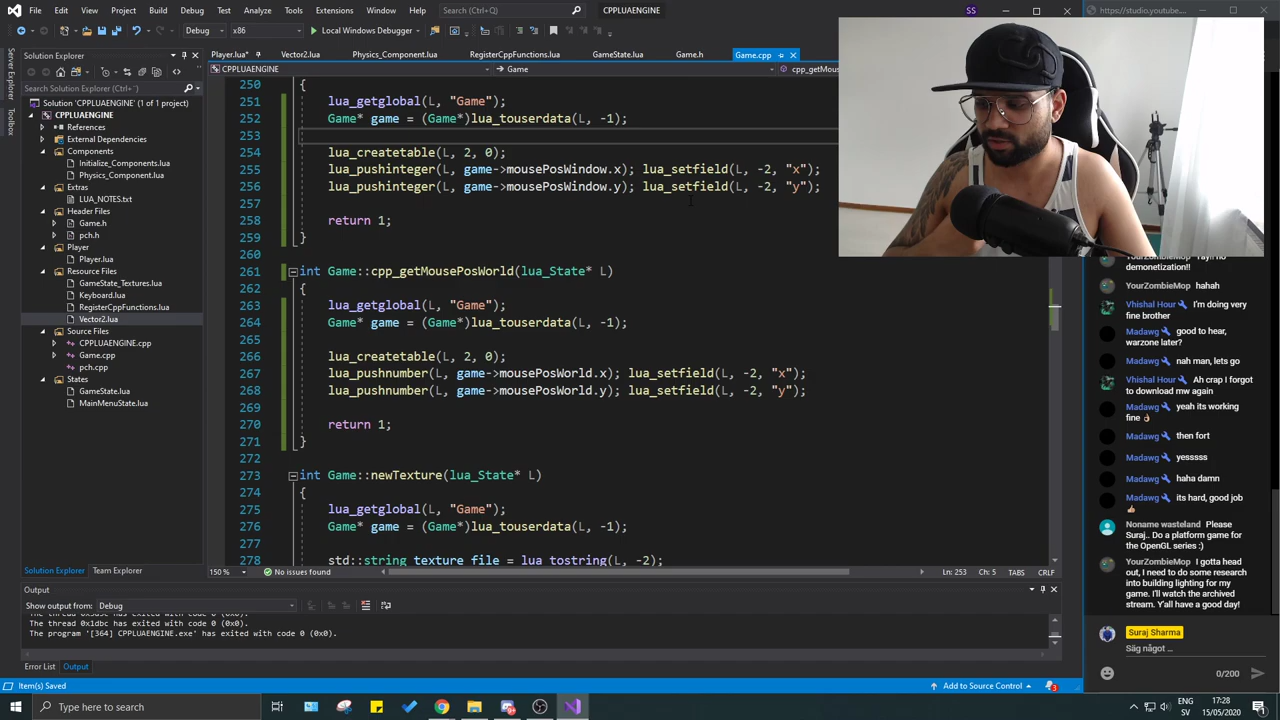 File Edit View Project Build Debug Test Analyze Tools Extensions Window Help Search (Ctrl+Q) CPPLUAENGINE SS
https://studio.youtube....
Debug x86 Local Windows Debugger
Solution Explorer
Server Explorer
Toolbox
Search Solution Explorer (Ctrl+')
Solution 'CPPLUAENGINE' (1 of 1 project)
CPPLUAENGINE
References
External Dependencies
Components
Initialize_Components.lua
Physics_Component.lua
Extras
LUA_NOTES.txt
Header Files
Game.h
pch.h
Player
Player.lua
Resource Files
GameState_Textures.lua
Keyboard.lua
RegisterCppFunctions.lua
Vector2.lua
Source Files
CPPLUAENGINE.cpp
Game.cpp
pch.cpp
States
GameState.lua
MainMenuState.lua
Solution Explorer Team Explorer
Player.lua* Vector2.lua Physics_Component.lua RegisterCppFunctions.lua GameState.lua Game.h Game.cpp
CPPLUAENGINE Game cpp_getMous
250 {
251 lua_getglobal(L, "Game");
252 Game* game = (Game*)lua_touserdata(L, -1);
253
254 lua_createtable(L, 2, 0);
255 lua_pushinteger(L, game->mousePosWindow.x); lua_setfield(L, -2, "x");
256 lua_pushinteger(L, game->mousePosWindow.y); lua_setfield(L, -2, "y");
257
258 return 1;
259 }
260
261 int Game::cpp_getMousePosWorld(lua_State* L)
262 {
263 lua_getglobal(L, "Game");
264 Game* game = (Game*)lua_touserdata(L, -1);
265
266 lua_createtable(L, 2, 0);
267 lua_pushnumber(L, game->mousePosWorld.x); lua_setfield(L, -2, "x");
268 lua_pushnumber(L, game->mousePosWorld.y); lua_setfield(L, -2, "y");
269
270 return 1;
271 }
272
273 int Game::newTexture(lua_State* L)
274 {
275 lua_getglobal(L, "Game");
276 Game* game = (Game*)lua_touserdata(L, -1);
277
278 std::string texture_file = lua_tostring(L, -2);
150 % No issues found Ln: 253 Ch: 5 TABS CRLF
Output
Show output from: Debug
The program '[364] CPPLUAENGINE.exe' has exited with code 0 (0x0).
The thread 0x1dbc has exited with code 0 (0x0).
Error List Output
Item(s) Saved Add to Source Control 3
demonetization!!
YourZombieMop hahah
Vhishal Hour I'm doing very
fine brother
Madawg good to hear,
warzone later?
Madawg nah man, lets go
Vhishal Hour Ah crap I forgot
to download mw again
Madawg yeah its working
fine 👌
Madawg then fort
Madawg yesssss
Madawg haha damn
Madawg its hard, good job
👍
Noname wasteland Please
Suraj.. Do a platform game for
the OpenGL series :)
YourZombieMop I gotta head
out, I need to do some research
into building lighting for my
game. I'll watch the archived
stream. Y'all have a good day!
Suraj Sharma
Säg något ...
0/200
Type here to search
ENG
SV
17:28
15/05/2020